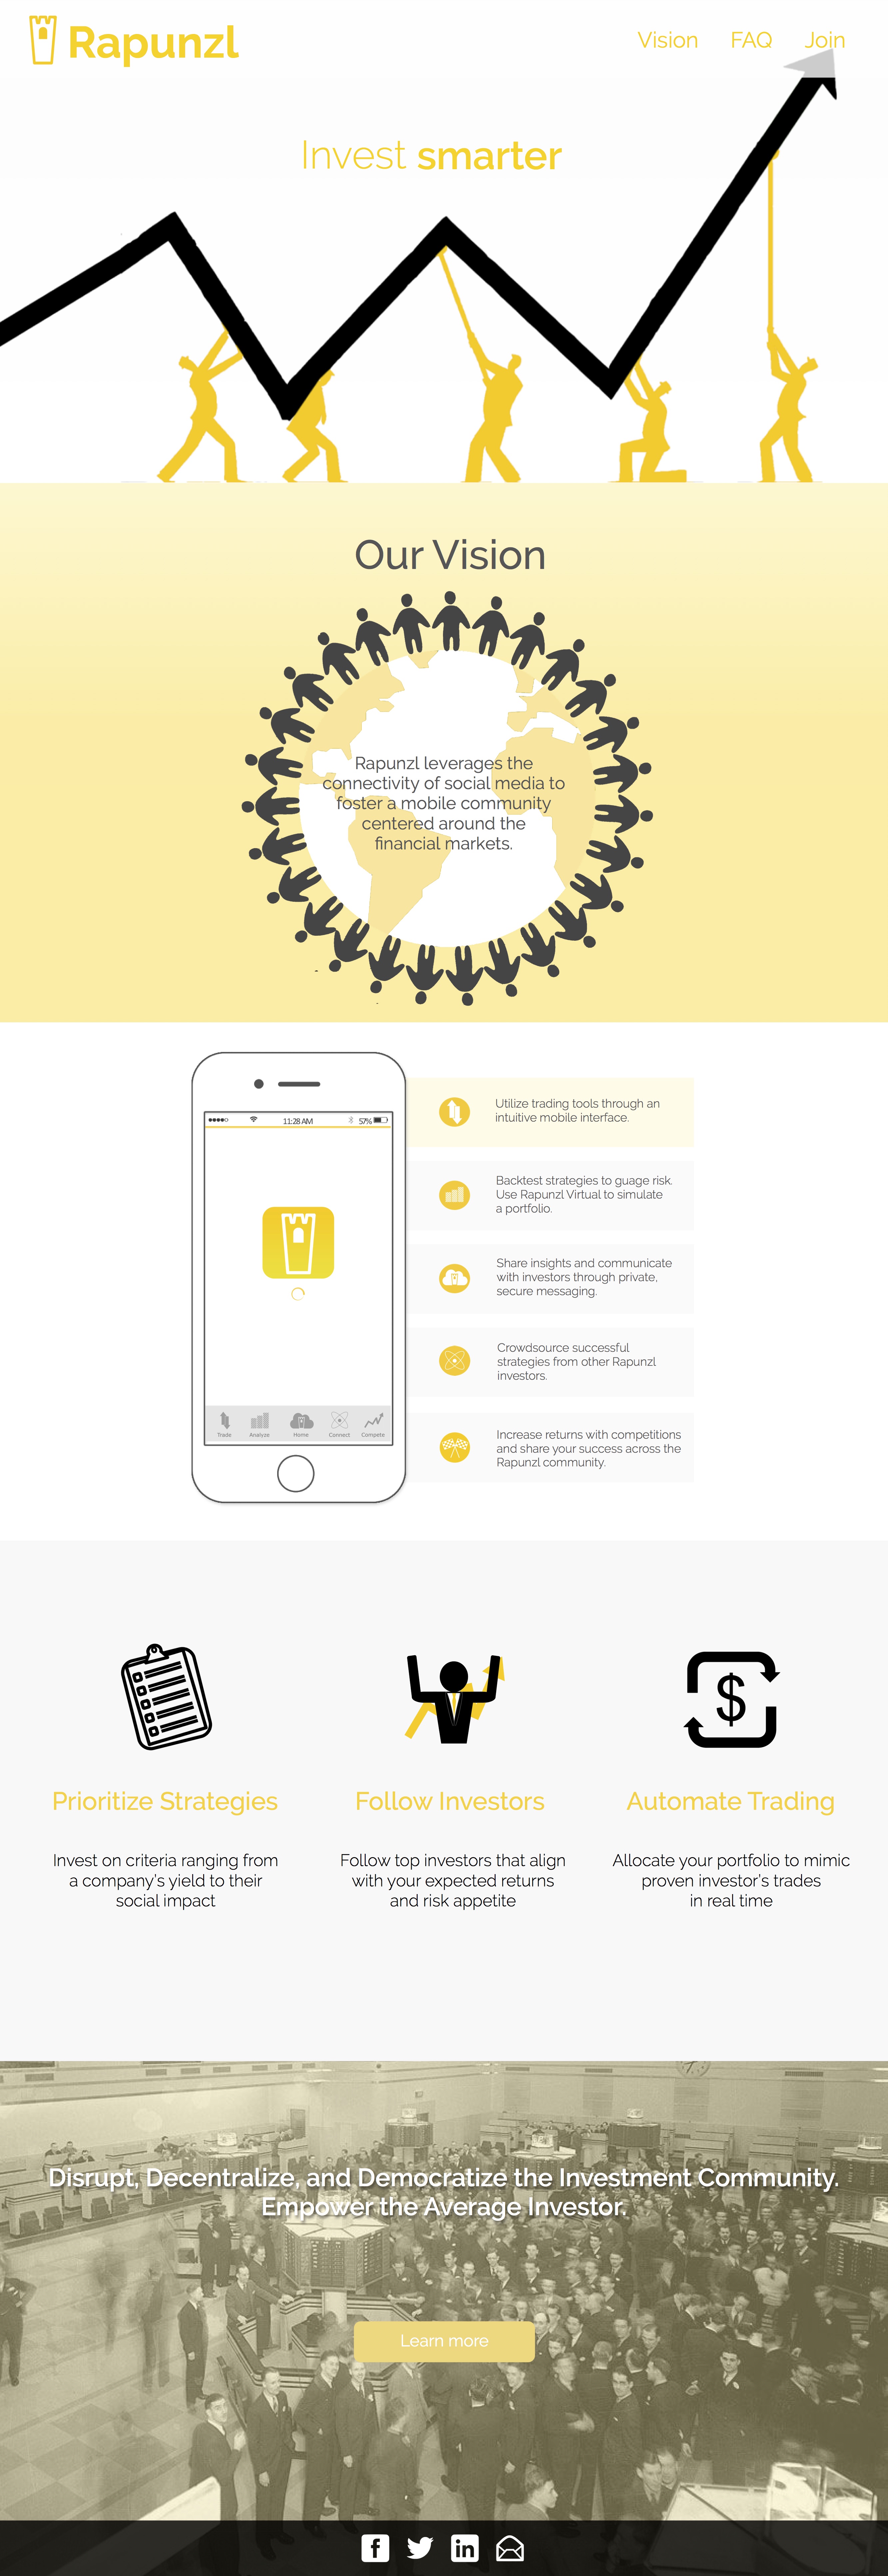 Rapunzl
Vision FAQ Join
Invest smarter
Our Vision
Rapunzl leverages the
connectivity of social media to
foster a mobile community
centered around the
financial markets.
11:28 AM 57%
Trade Analyze Home Connect Compete
Utilize trading tools through an
intuitive mobile interface.
Backtest strategies to guage risk.
Use Rapunzl Virtual to simulate
a portfolio.
Share insights and communicate
with investors through private,
secure messaging.
Crowdsource successful
strategies from other Rapunzl
investors.
Increase returns with competitions
and share your success across the
Rapunzl community.
$
Prioritize Strategies
Invest on criteria ranging from
a company's yield to their
social impact
Follow Investors
Follow top investors that align
with your expected returns
and risk appetite
Automate Trading
Allocate your portfolio to mimic
proven investor's trades
in real time
Disrupt, Decentralize, and Democratize the Investment Community.
Empower the Average Investor.
Learn more
f in